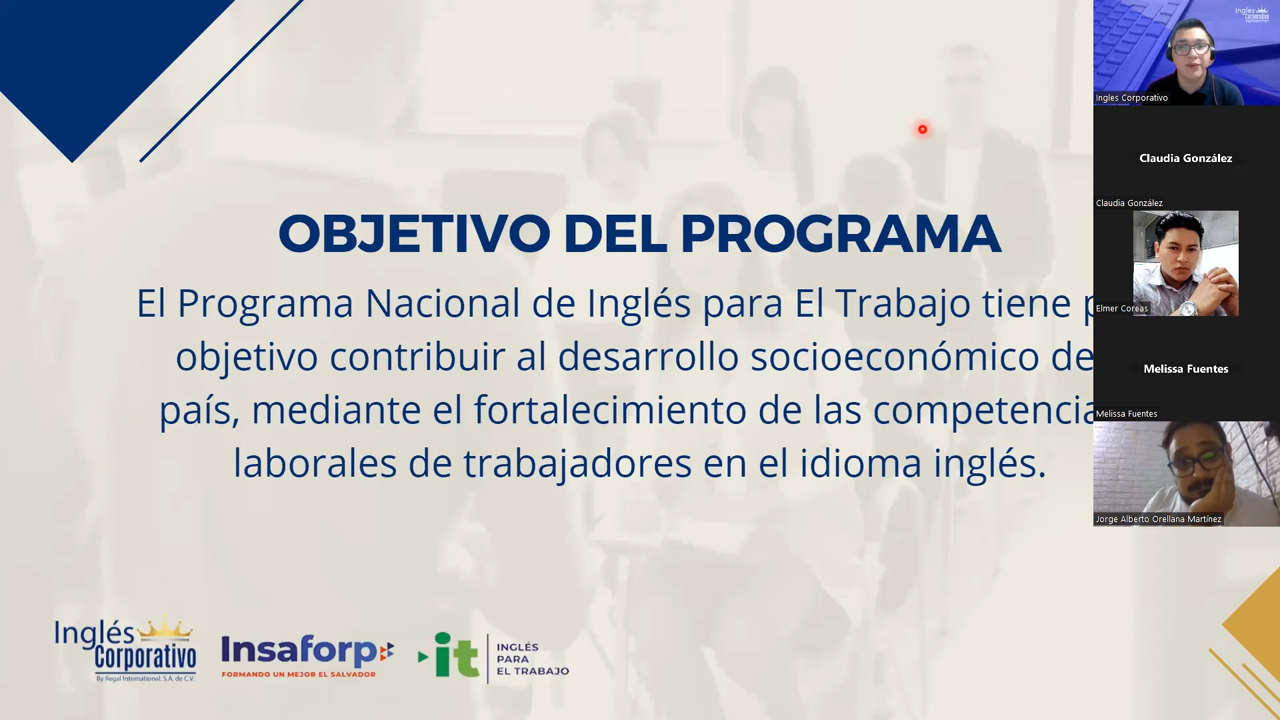 OBJETIVO DEL PROGRAMA
El Programa Nacional de Inglés para El Trabajo tiene
objetivo contribuir al desarrollo socioeconómico de
país, mediante el fortalecimiento de las competencia
laborales de trabajadores en el idioma inglés.
Inglés
Corporativo
By Regal International, S.A. de C.V.
Insaforp
FORMANDO UN MEJOR EL SALVADOR
it
INGLÉS
PARA
EL TRABAJO
Inglés
Corporativo
Ingles Corporativo
Claudia González
Claudia González
Elmer Coreas
Melissa Fuentes
Melissa Fuentes
Jorge Alberto Orellana Martínez